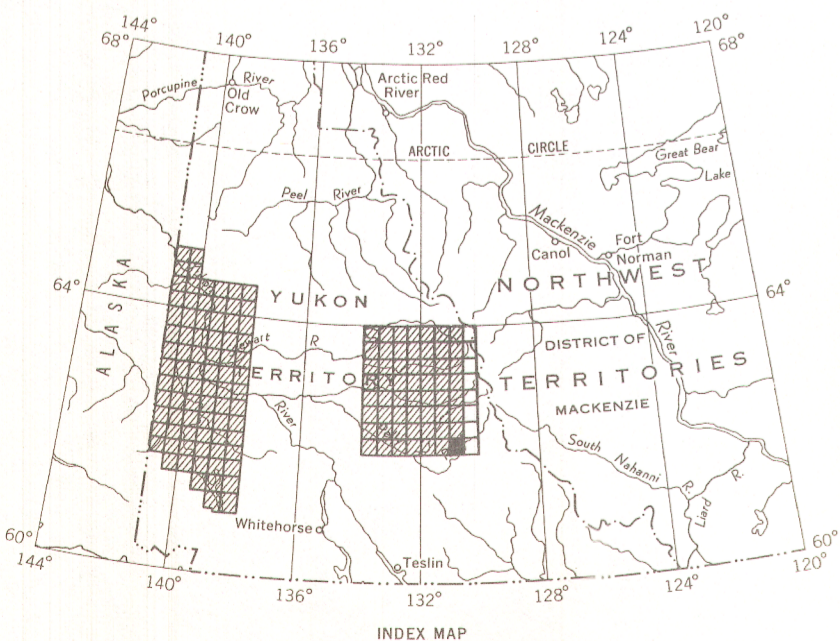 144°
68°
140°
136°
132°
128°
124°
120°
68°
Porcupine River
Old
Crow
Arctic Red
River
ARCTIC CIRCLE
Great Bear
Lake
Peel River
Mackenzie
River
Canol
Fort
Norman
64°
64°
ALASKA
YUKON
TERRITORY
NORTHWEST
TERRITORIES
DISTRICT OF
MACKENZIE
R
River
South Nahanni
R.
Liard R.
Whitehorse
Teslin
60°
144°
140°
136°
132°
128°
124°
60°
120°
INDEX MAP